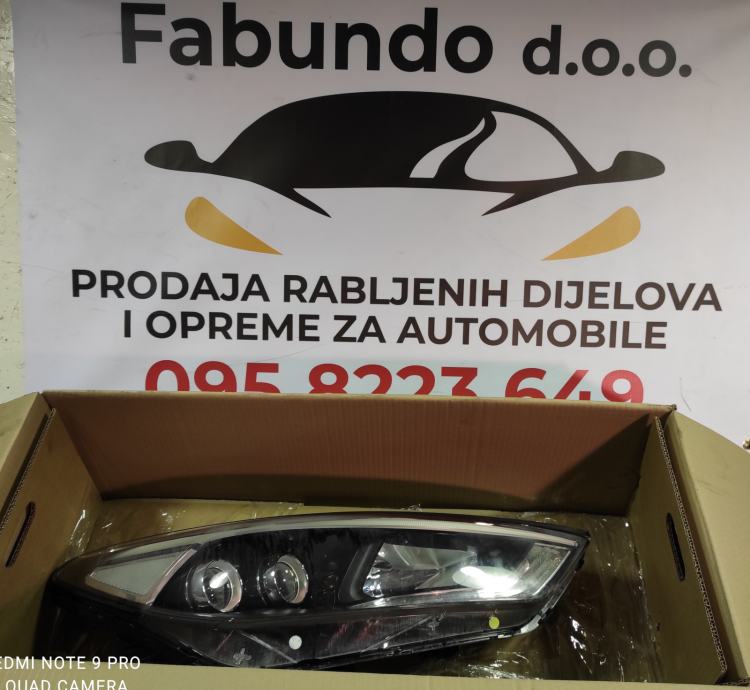 Fabundo d.o.o.
PRODAJA RABLJENIH DIJELOVA
I OPREME ZA AUTOMOBILE
095 8223 649
EDMI NOTE 9 PRO
QUAD CAMERA